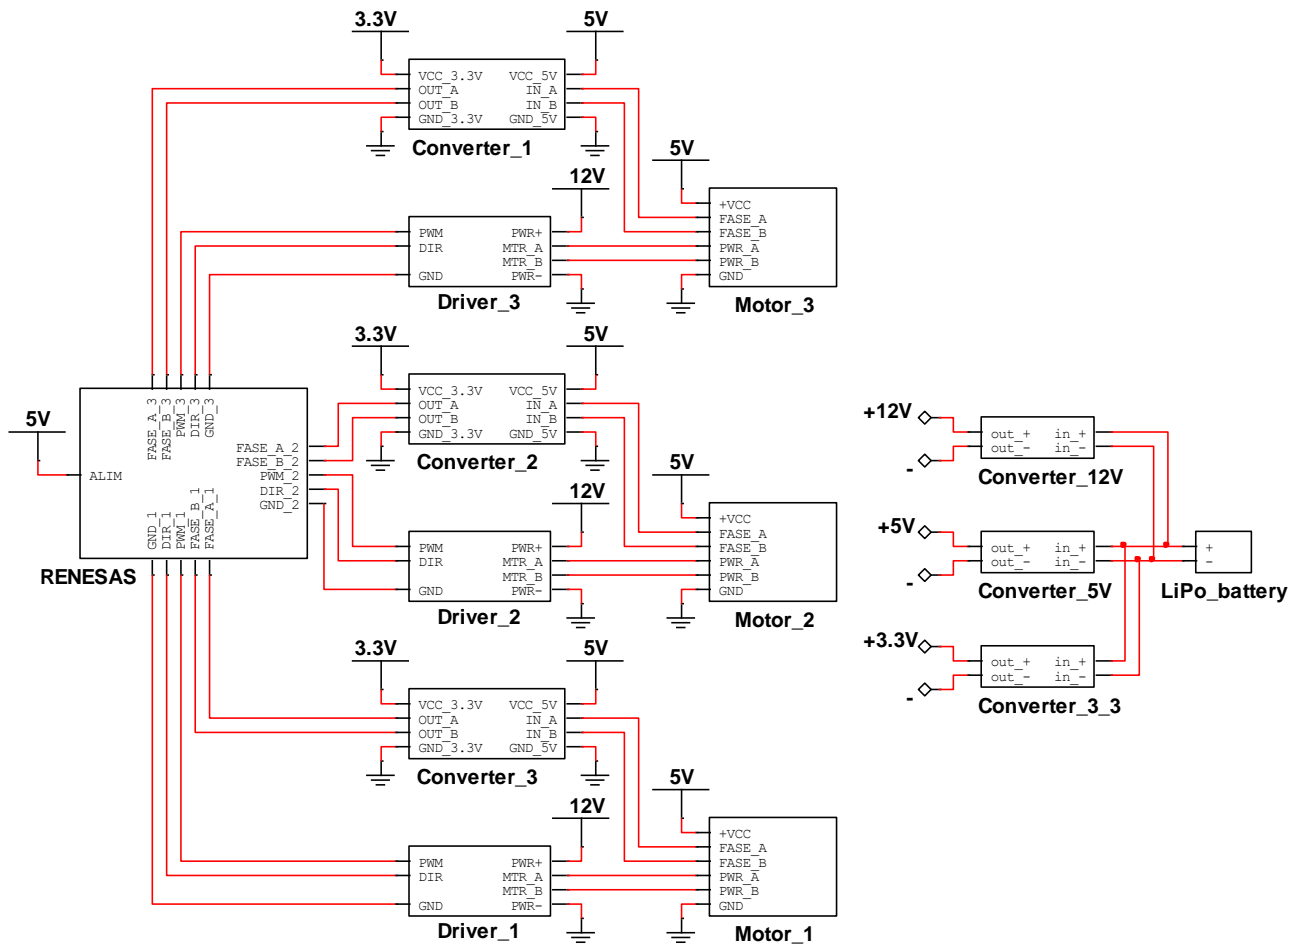 3.3V
5V
VCC_3.3V
OUT_A
OUT_B
GND_3.3V
VCC_5V
IN_A
IN_B
GND_5V
Converter_1
12V
5V
PWM
DIR
GND
PWR+
MTR_A
MTR_B
PWR-
Driver_3
+VCC
FASE_A
FASE_B
PWR_A
PWR_B
GND
Motor_3
5V
ALIM
FASE_A_3
FASE_B_3
PWM_3
DIR_3
GND_3
FASE_A_2
FASE_B_2
PWM_2
DIR_2
GND_2
GND_1
DIR_1
PWM_1
FASE_B_1
FASE_A_1
RENESAS
3.3V
5V
VCC_3.3V
OUT_A
OUT_B
GND_3.3V
VCC_5V
IN_A
IN_B
GND_5V
Converter_2
12V
5V
PWM
DIR
GND
PWR+
MTR_A
MTR_B
PWR-
Driver_2
+VCC
FASE_A
FASE_B
PWR_A
PWR_B
GND
Motor_2
3.3V
5V
VCC_3.3V
OUT_A
OUT_B
GND_3.3V
VCC_5V
IN_A
IN_B
GND_5V
Converter_3
12V
5V
PWM
DIR
GND
PWR+
MTR_A
MTR_B
PWR-
Driver_1
+VCC
FASE_A
FASE_B
PWR_A
PWR_B
GND
Motor_1
+12V
-
out_+
out_-
in_+
in_-
Converter_12V
+5V
-
out_+
out_-
in_+
in_-
Converter_5V
+
-
LiPo_battery
+3.3V
-
out_+
out_-
in_+
in_-
Converter_3_3